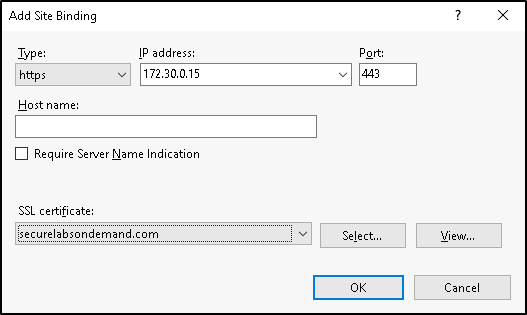 Add Site Binding
?
Type:
IP address:
Port:
https
172.30.0.15
443
Host name:
Require Server Name Indication
SSL certificate:
securelabsondemand.com
Select...
View...
OK
Cancel